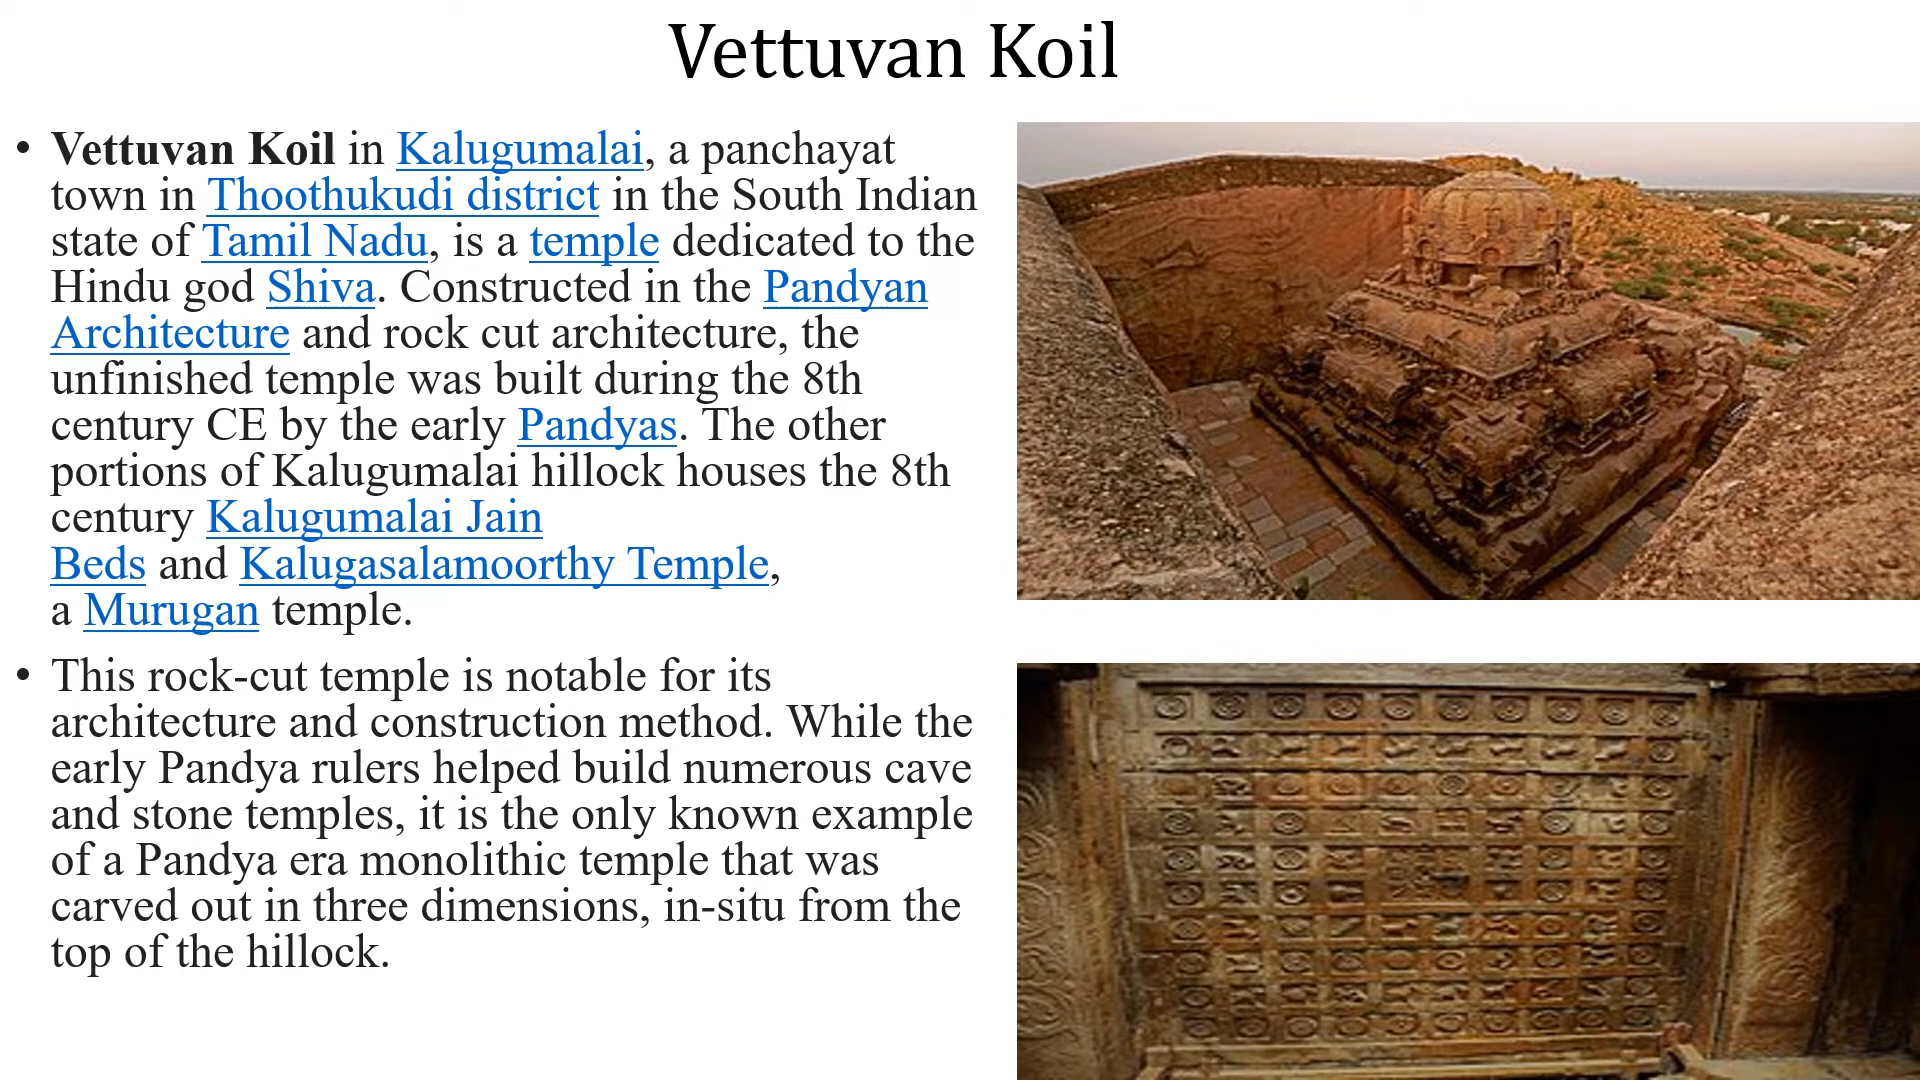 Vettuvan Koil
• Vettuvan Koil in Kalugumalai, a panchayat
town in Thoothukudi district in the South Indian
state of Tamil Nadu, is a temple dedicated to the
Hindu god Shiva. Constructed in the Pandyan
Architecture and rock cut architecture, the
unfinished temple was built during the 8th
century CE by the early Pandyas. The other
portions of Kalugumalai hillock houses the 8th
century Kalugumalai Jain
Beds and Kalugasalamoorthy Temple,
a Murugan temple.
• This rock-cut temple is notable for its
architecture and construction method. While the
early Pandya rulers helped build numerous cave
and stone temples, it is the only known example
of a Pandya era monolithic temple that was
carved out in three dimensions, in-situ from the
top of the hillock.